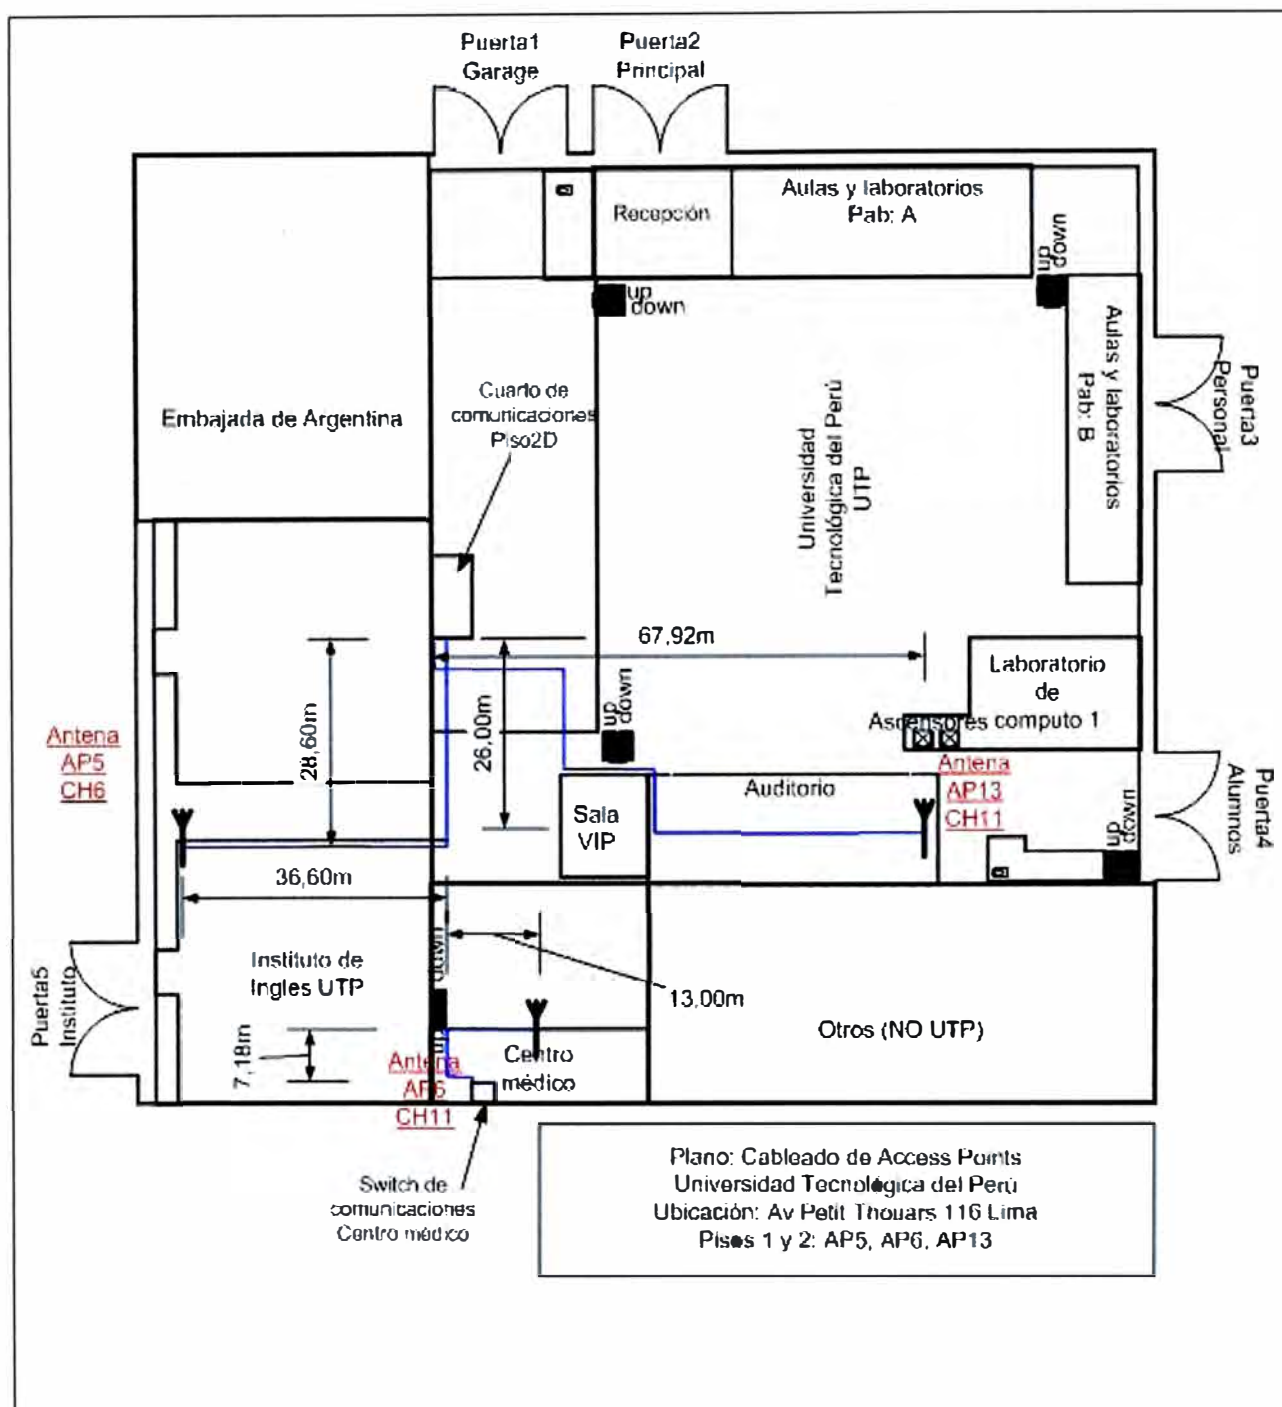 Puerta1
Garage
Puerta2
Principal
Recepción
Aulas y laboratorios
Pab: A
up
down
up
down
Aulas y laboratorios
Pab: B
Puerta3
Personal
Embajada de Argentina
Cuarto de
comunicaciones
Piso2D
Universidad
Tecnológica del Perú
UTP
67,92m
Laboratorio
de
computo 1
Ascensores
up
down
28,60m
26,00m
Antena
AP5
CH6
Sala
VIP
Auditorio
Antena
AP13
CH11
up
down
Puerta4
Alumnos
36,60m
Puerta5
Instituto
Instituto de
Ingles UTP
down
up
13,00m
7,18m
Antena
AP6
CH11
Centro
médico
Otros (NO UTP)
Switch de
comunicaciones
Centro médico
Plano: Cableado de Access Points
Universidad Tecnológica del Perú
Ubicación: Av Petit Thouars 116 Lima
Pisos 1 y 2: AP5, AP6, AP13